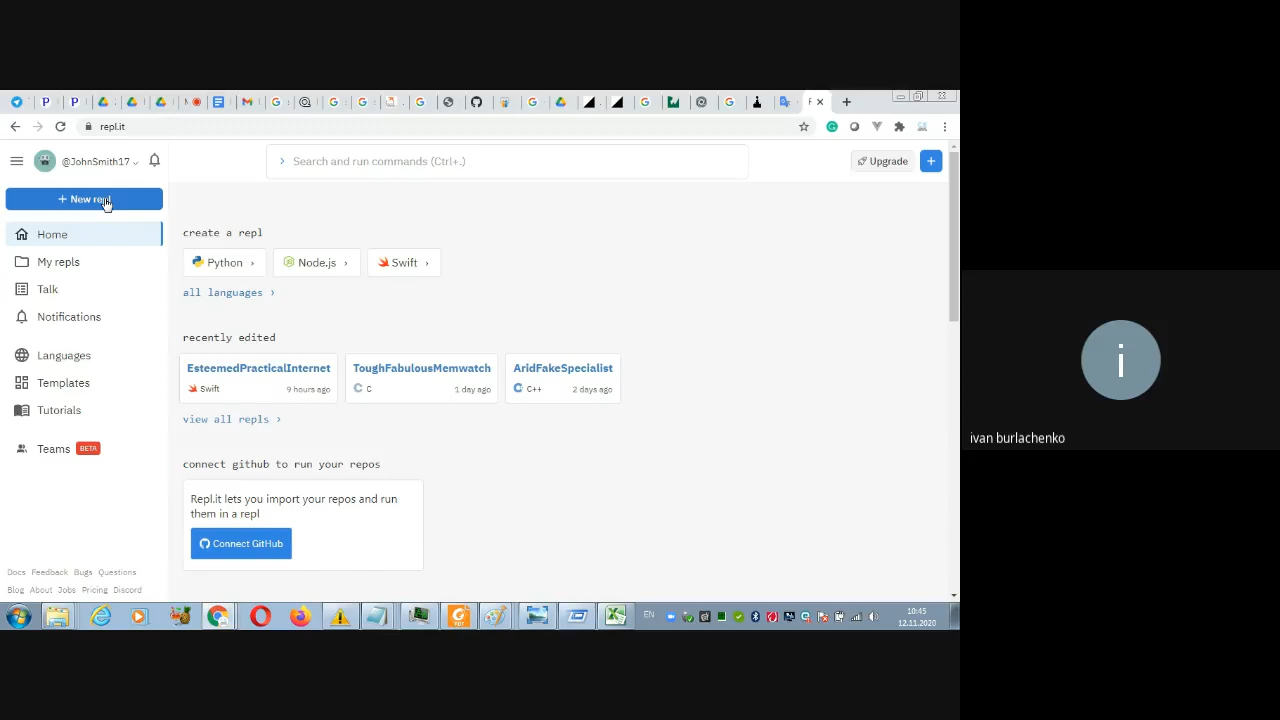 repl.it
@JohnSmith17
Search and run commands (Ctrl+.)
Upgrade
+ New repl
Home
My repls
Talk
Notifications
Languages
Templates
Tutorials
Teams BETA
Docs Feedback Bugs Questions
Blog About Jobs Pricing Discord
create a repl
Python › Node.js › Swift ›
all languages ›
recently edited
EsteemedPracticalInternet
Swift 9 hours ago
ToughFabulousMemwatch
C 1 day ago
AridFakeSpecialist
C++ 2 days ago
view all repls ›
connect github to run your repos
Repl.it lets you import your repos and run
them in a repl
Connect GitHub
EN
10:45
12.11.2020
i
ivan burlachenko